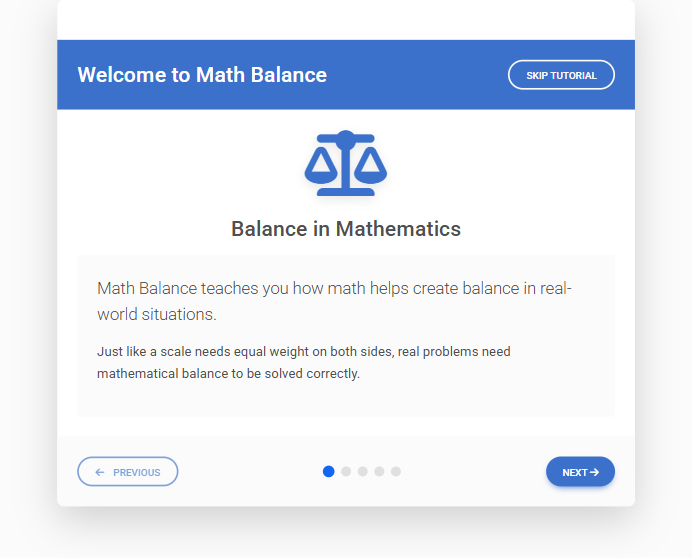 Welcome to Math Balance
SKIP TUTORIAL
Balance in Mathematics
Math Balance teaches you how math helps create balance in real-
world situations.
Just like a scale needs equal weight on both sides, real problems need
mathematical balance to be solved correctly.
PREVIOUS
NEXT